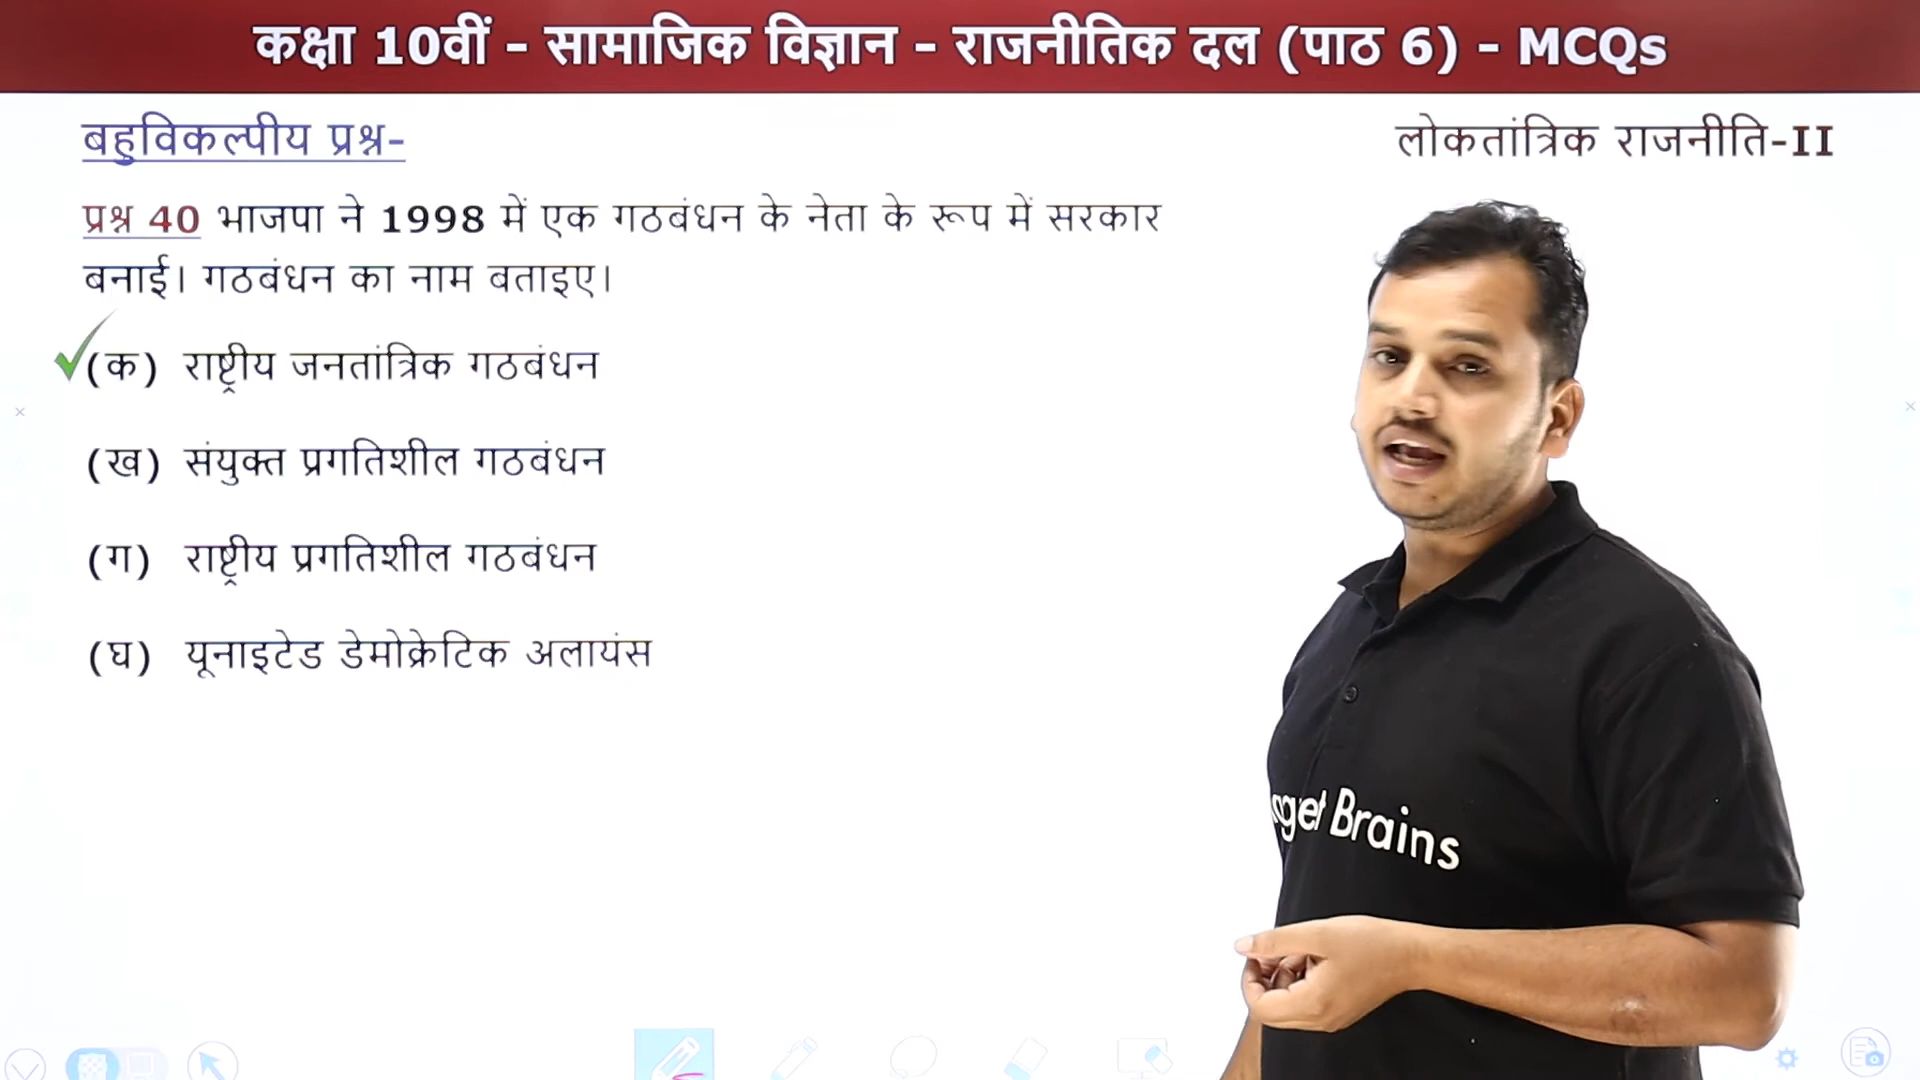 कक्षा 10वीं - सामाजिक विज्ञान - राजनीतिक दल (पाठ 6) - MCQs
बहुविकल्पीय प्रश्न-
लोकतांत्रिक राजनीति-II
प्रश्न 40 भाजपा ने 1998 में एक गठबंधन के नेता के रूप में सरकार
बनाई। गठबंधन का नाम बताइए।
(क) राष्ट्रीय जनतांत्रिक गठबंधन
(ख) संयुक्त प्रगतिशील गठबंधन
(ग) राष्ट्रीय प्रगतिशील गठबंधन
(घ) यूनाइटेड डेमोक्रेटिक अलायंस
get Brains